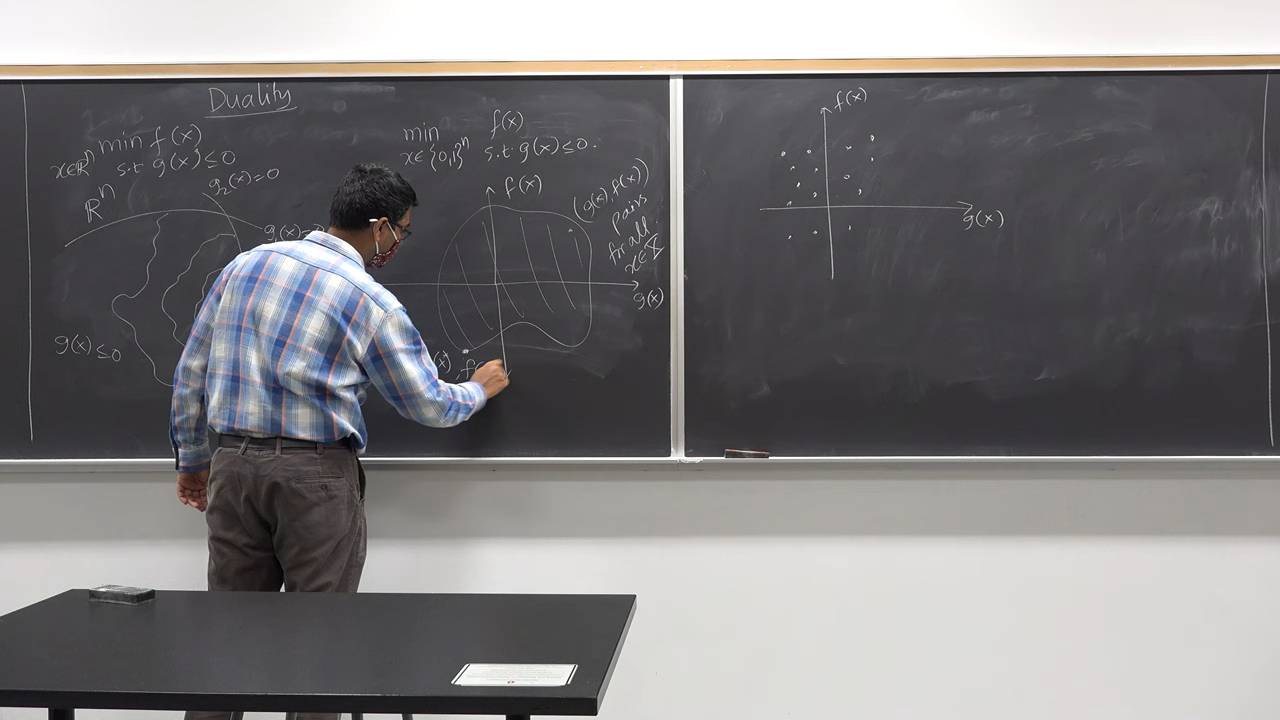 Duality
min f(x)
x∈ℝⁿ s.t g(x) ≤ 0
ℝⁿ
g₂(x)=0
g(x) ≤ 0
min f(x)
x∈{0,1}ⁿ s.t g(x) ≤ 0.
f(x)
(g(x), f(x))
pairs
for all
x∈X
g(x)
f(x)
g(x)